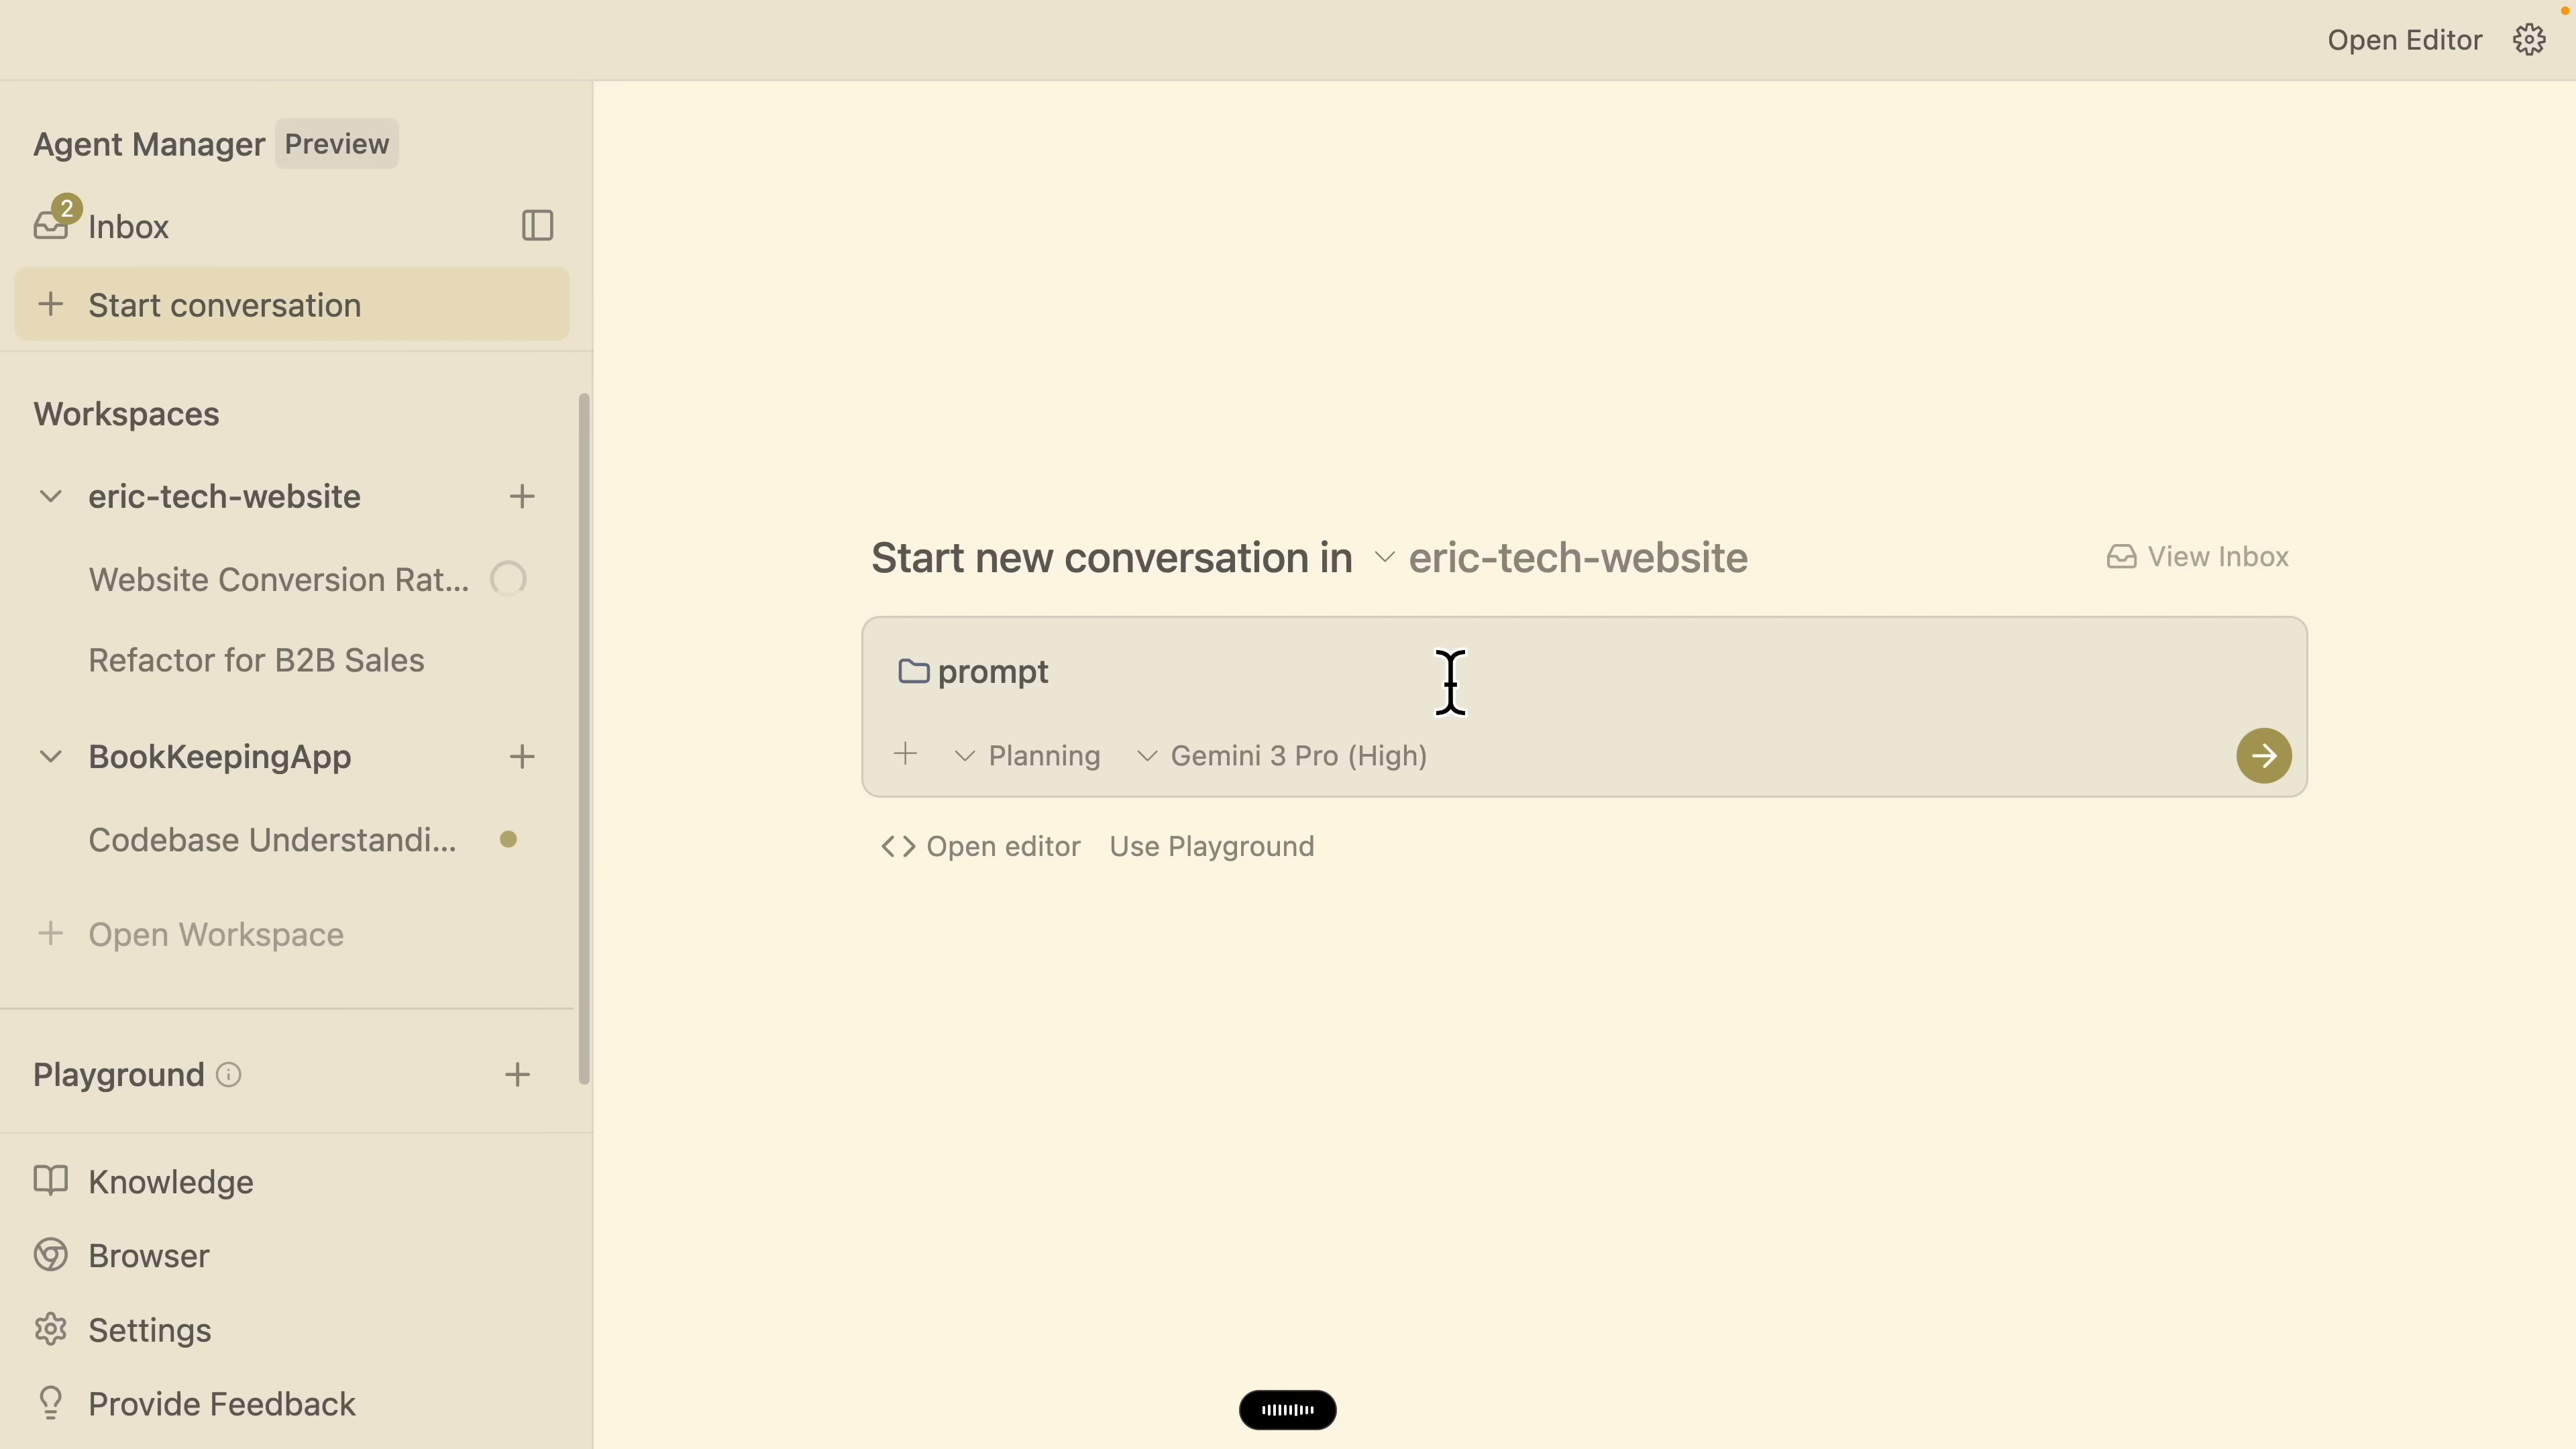 Open Editor
Agent Manager Preview
2
Inbox
Start conversation
Workspaces
eric-tech-website
Website Conversion Rat...
Refactor for B2B Sales
BookKeepingApp
Codebase Understandi...
Open Workspace
Playground
Knowledge
Browser
Settings
Provide Feedback
Start new conversation in eric-tech-website
View Inbox
prompt
Planning Gemini 3 Pro (High)
Open editor Use Playground